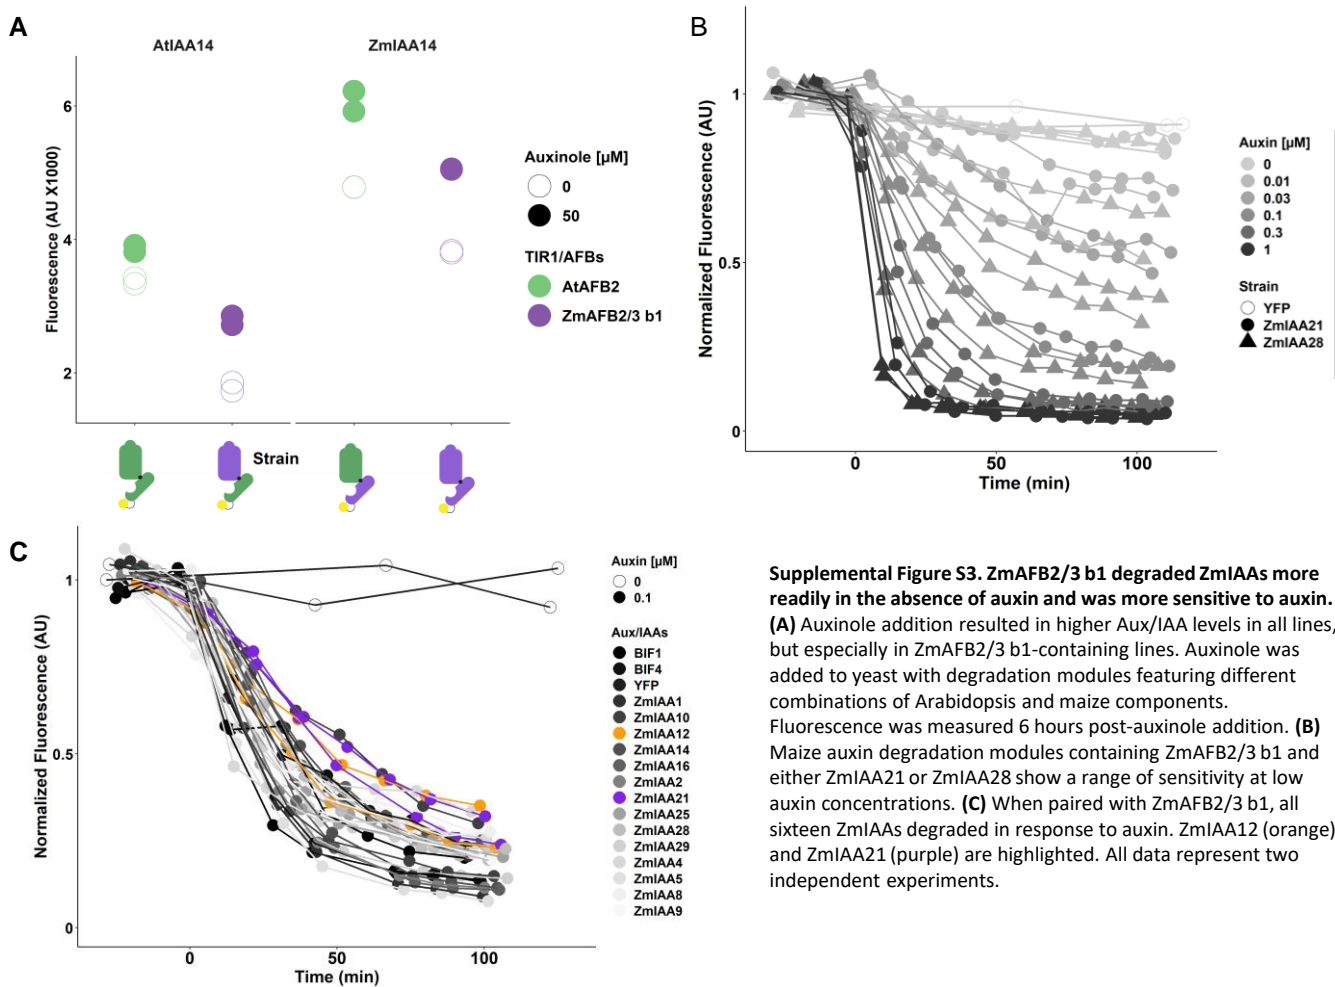 A
AtIAA14
ZmIAA14
Fluorescence (AU X1000)
6
4
2
Auxinole [µM]
0
50
TIR1/AFBs
AtAFB2
ZmAFB2/3 b1
Strain
B
Normalized Fluorescence (AU)
1
0.5
0
0
50
100
Time (min)
Auxin [µM]
0
0.01
0.03
0.1
0.3
1
Strain
YFP
ZmIAA21
ZmIAA28
C
Normalized Fluorescence (AU)
1
0.5
0
0
50
100
Time (min)
Auxin [µM]
0
0.1
Aux/IAAs
BIF1
BIF4
YFP
ZmIAA1
ZmIAA10
ZmIAA12
ZmIAA14
ZmIAA16
ZmIAA2
ZmIAA21
ZmIAA25
ZmIAA28
ZmIAA29
ZmIAA4
ZmIAA5
ZmIAA8
ZmIAA9
Supplemental Figure S3. ZmAFB2/3 b1 degraded ZmIAAs more
readily in the absence of auxin and was more sensitive to auxin.
(A) Auxinole addition resulted in higher Aux/IAA levels in all lines,
but especially in ZmAFB2/3 b1-containing lines. Auxinole was
added to yeast with degradation modules featuring different
combinations of Arabidopsis and maize components.
Fluorescence was measured 6 hours post-auxinole addition. (B)
Maize auxin degradation modules containing ZmAFB2/3 b1 and
either ZmIAA21 or ZmIAA28 show a range of sensitivity at low
auxin concentrations. (C) When paired with ZmAFB2/3 b1, all
sixteen ZmIAAs degraded in response to auxin. ZmIAA12 (orange)
and ZmIAA21 (purple) are highlighted. All data represent two
independent experiments.